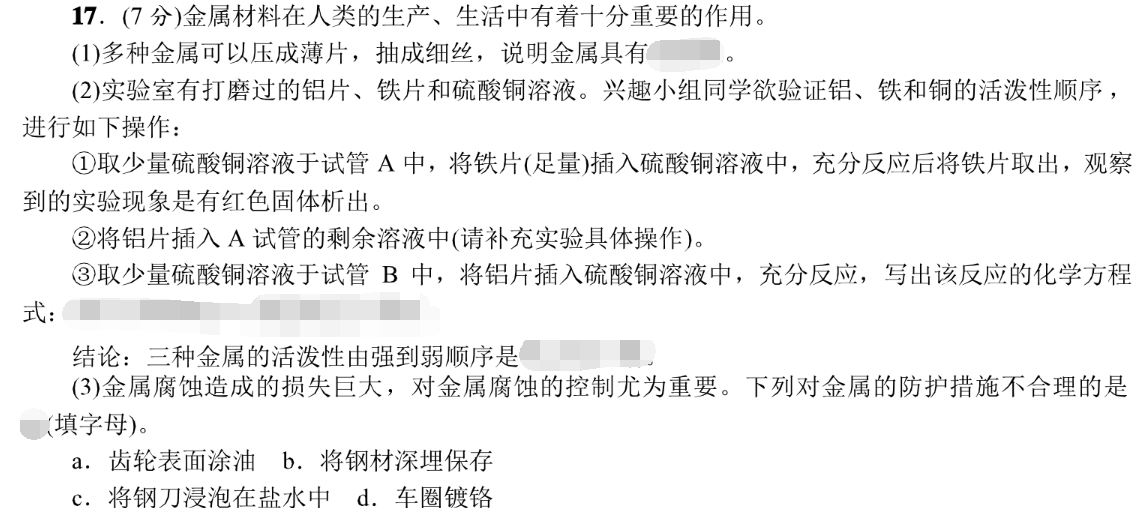 17. (7 分)金属材料在人类的生产、生活中有着十分重要的作用。
(1)多种金属可以压成薄片，抽成细丝，说明金属具有 。
(2)实验室有打磨过的铝片、铁片和硫酸铜溶液。兴趣小组同学欲验证铝、铁和铜的活泼性顺序，
进行如下操作：
①取少量硫酸铜溶液于试管 A 中，将铁片(足量)插入硫酸铜溶液中，充分反应后将铁片取出，观察
到的实验现象是有红色固体析出。
②将铝片插入 A 试管的剩余溶液中(请补充实验具体操作)。
③取少量硫酸铜溶液于试管 B 中，将铝片插入硫酸铜溶液中，充分反应，写出该反应的化学方程
式：
结论：三种金属的活泼性由强到弱顺序是 。
(3)金属腐蚀造成的损失巨大，对金属腐蚀的控制尤为重要。下列对金属的防护措施不合理的是
(填字母)。
a．齿轮表面涂油 b．将钢材深埋保存
c．将钢刀浸泡在盐水中 d．车圈镀铬